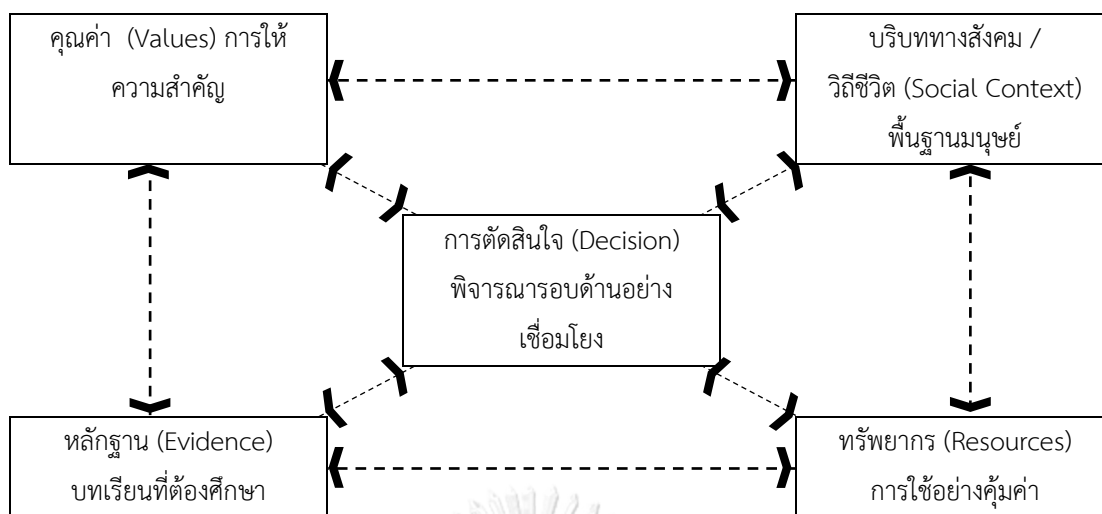 คุณค่า (Values) การให้
ความสำคัญ
บริบททางสังคม /
วิถีชีวิต (Social Context)
พื้นฐานมนุษย์
การตัดสินใจ (Decision)
พิจารณารอบด้านอย่าง
เชื่อมโยง
หลักฐาน (Evidence)
บทเรียนที่ต้องศึกษา
ทรัพยากร (Resources)
การใช้อย่างคุ้มค่า